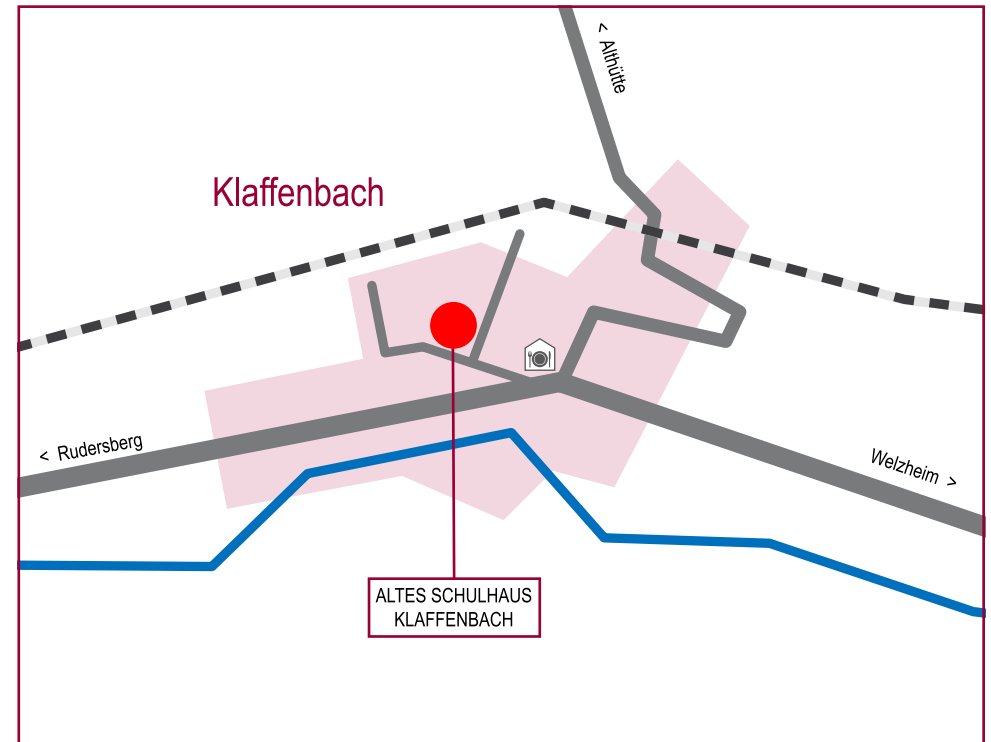 < Althütte
Klaffenbach
< Rudersberg
Welzheim >
ALTES SCHULHAUS
KLAFFENBACH